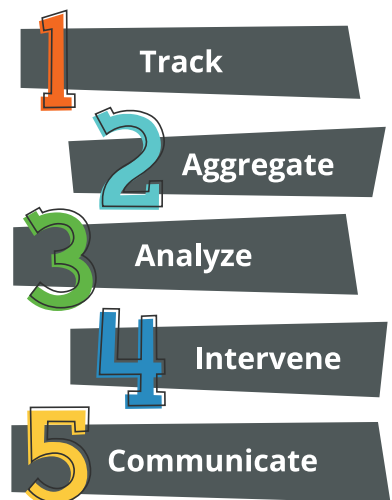 1 Track
2 Aggregate
3 Analyze
4 Intervene
5 Communicate